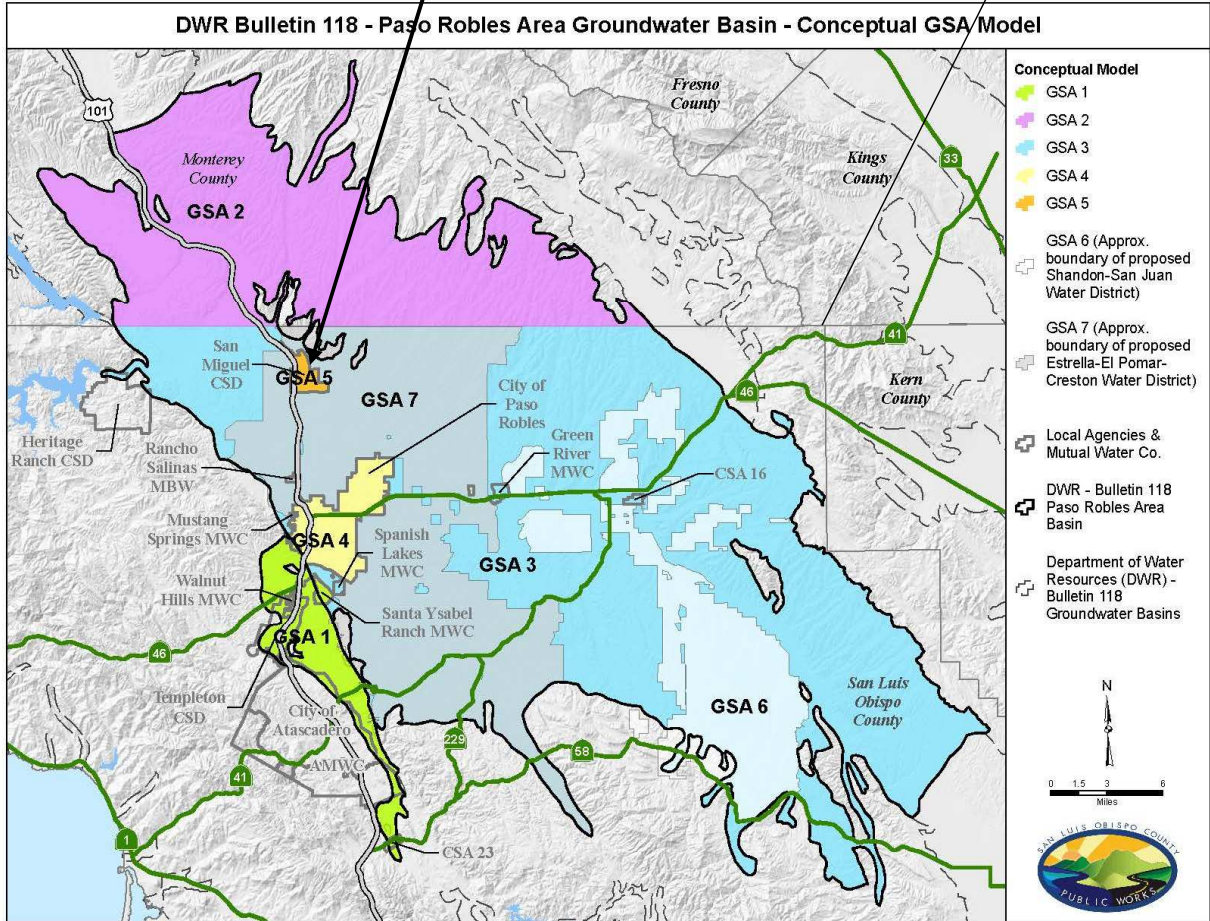 DWR Bulletin 118 - Paso Robles Area Groundwater Basin - Conceptual GSA Model
101
Monterey
County
GSA 2
Fresno
County
Kings
County
33
41
46
Kern
County
San
Miguel
CSD
GSA 5
GSA 7
City of
Paso
Robles
Green
River
MWC
CSA 16
Heritage
Ranch CSD
Rancho
Salinas
MBW
Mustang
Springs MWC
GSA 4
Spanish
Lakes
MWC
GSA 3
Walnut
Hills MWC
Santa Ysabel
Ranch MWC
GSA 1
46
Templeton
CSD
City of
Atascadero
AMWC
41
229
58
GSA 6
San Luis
Obispo
County
1
CSA 23
Conceptual Model
GSA 1
GSA 2
GSA 3
GSA 4
GSA 5
GSA 6 (Approx.
boundary of proposed
Shandon-San Juan
Water District)
GSA 7 (Approx.
boundary of proposed
Estrella-El Pomar-
Creston Water District)
Local Agencies &
Mutual Water Co.
DWR - Bulletin 118
Paso Robles Area
Basin
Department of Water
Resources (DWR) -
Bulletin 118
Groundwater Basins
N
0 1.5 3 6
Miles
SAN LUIS OBISPO COUNTY
PUBLIC WORKS